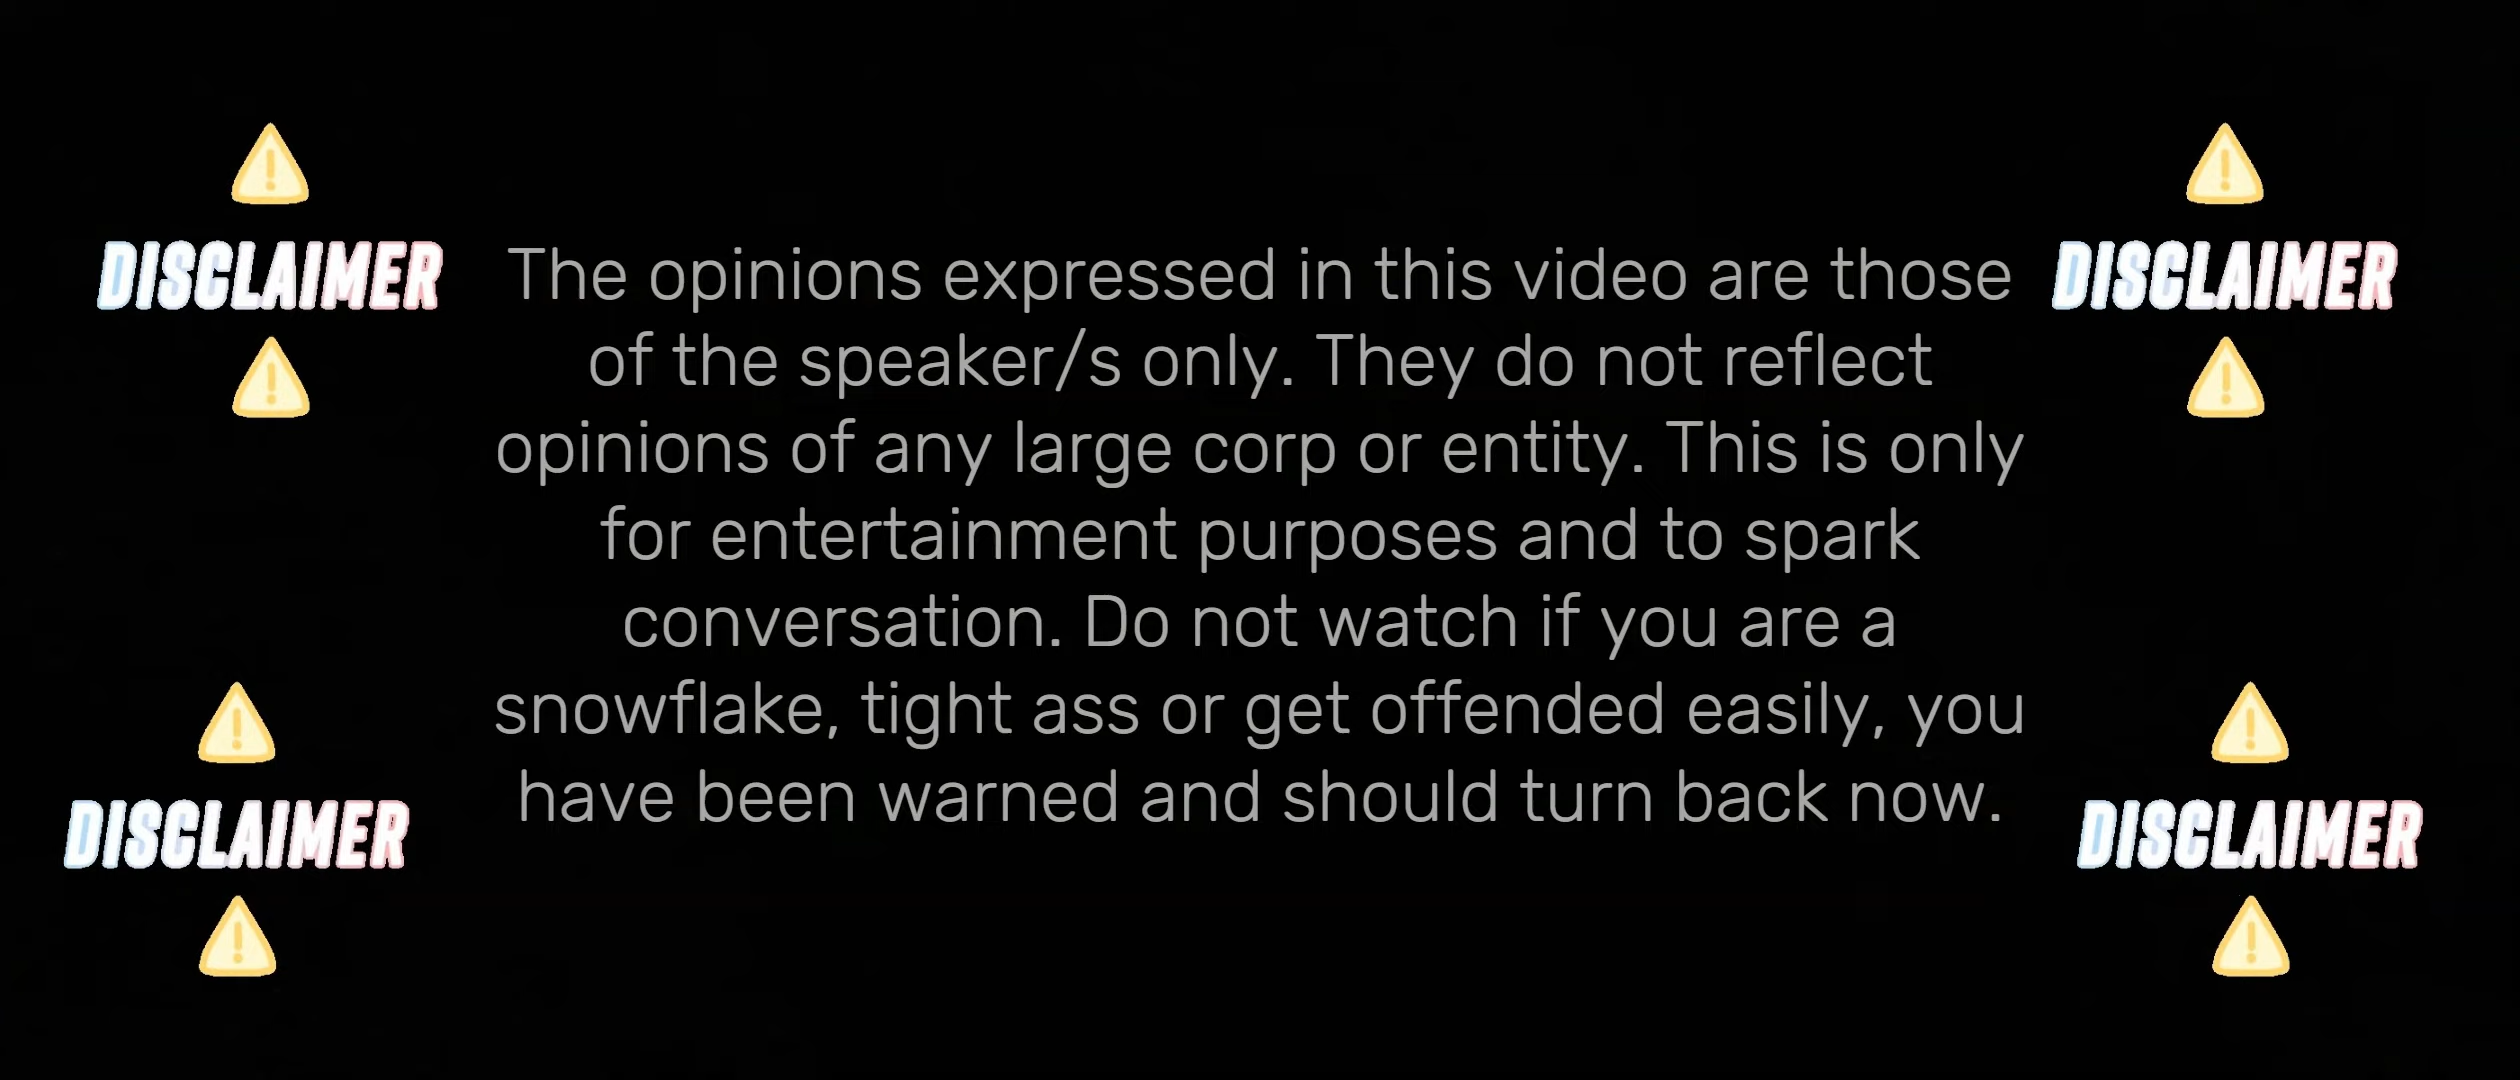 DISCLAIMER
DISCLAIMER
The opinions expressed in this video are those
of the speaker/s only. They do not reflect
opinions of any large corp or entity. This is only
for entertainment purposes and to spark
conversation. Do not watch if you are a
snowflake, tight ass or get offended easily, you
have been warned and should turn back now.
DISCLAIMER
DISCLAIMER